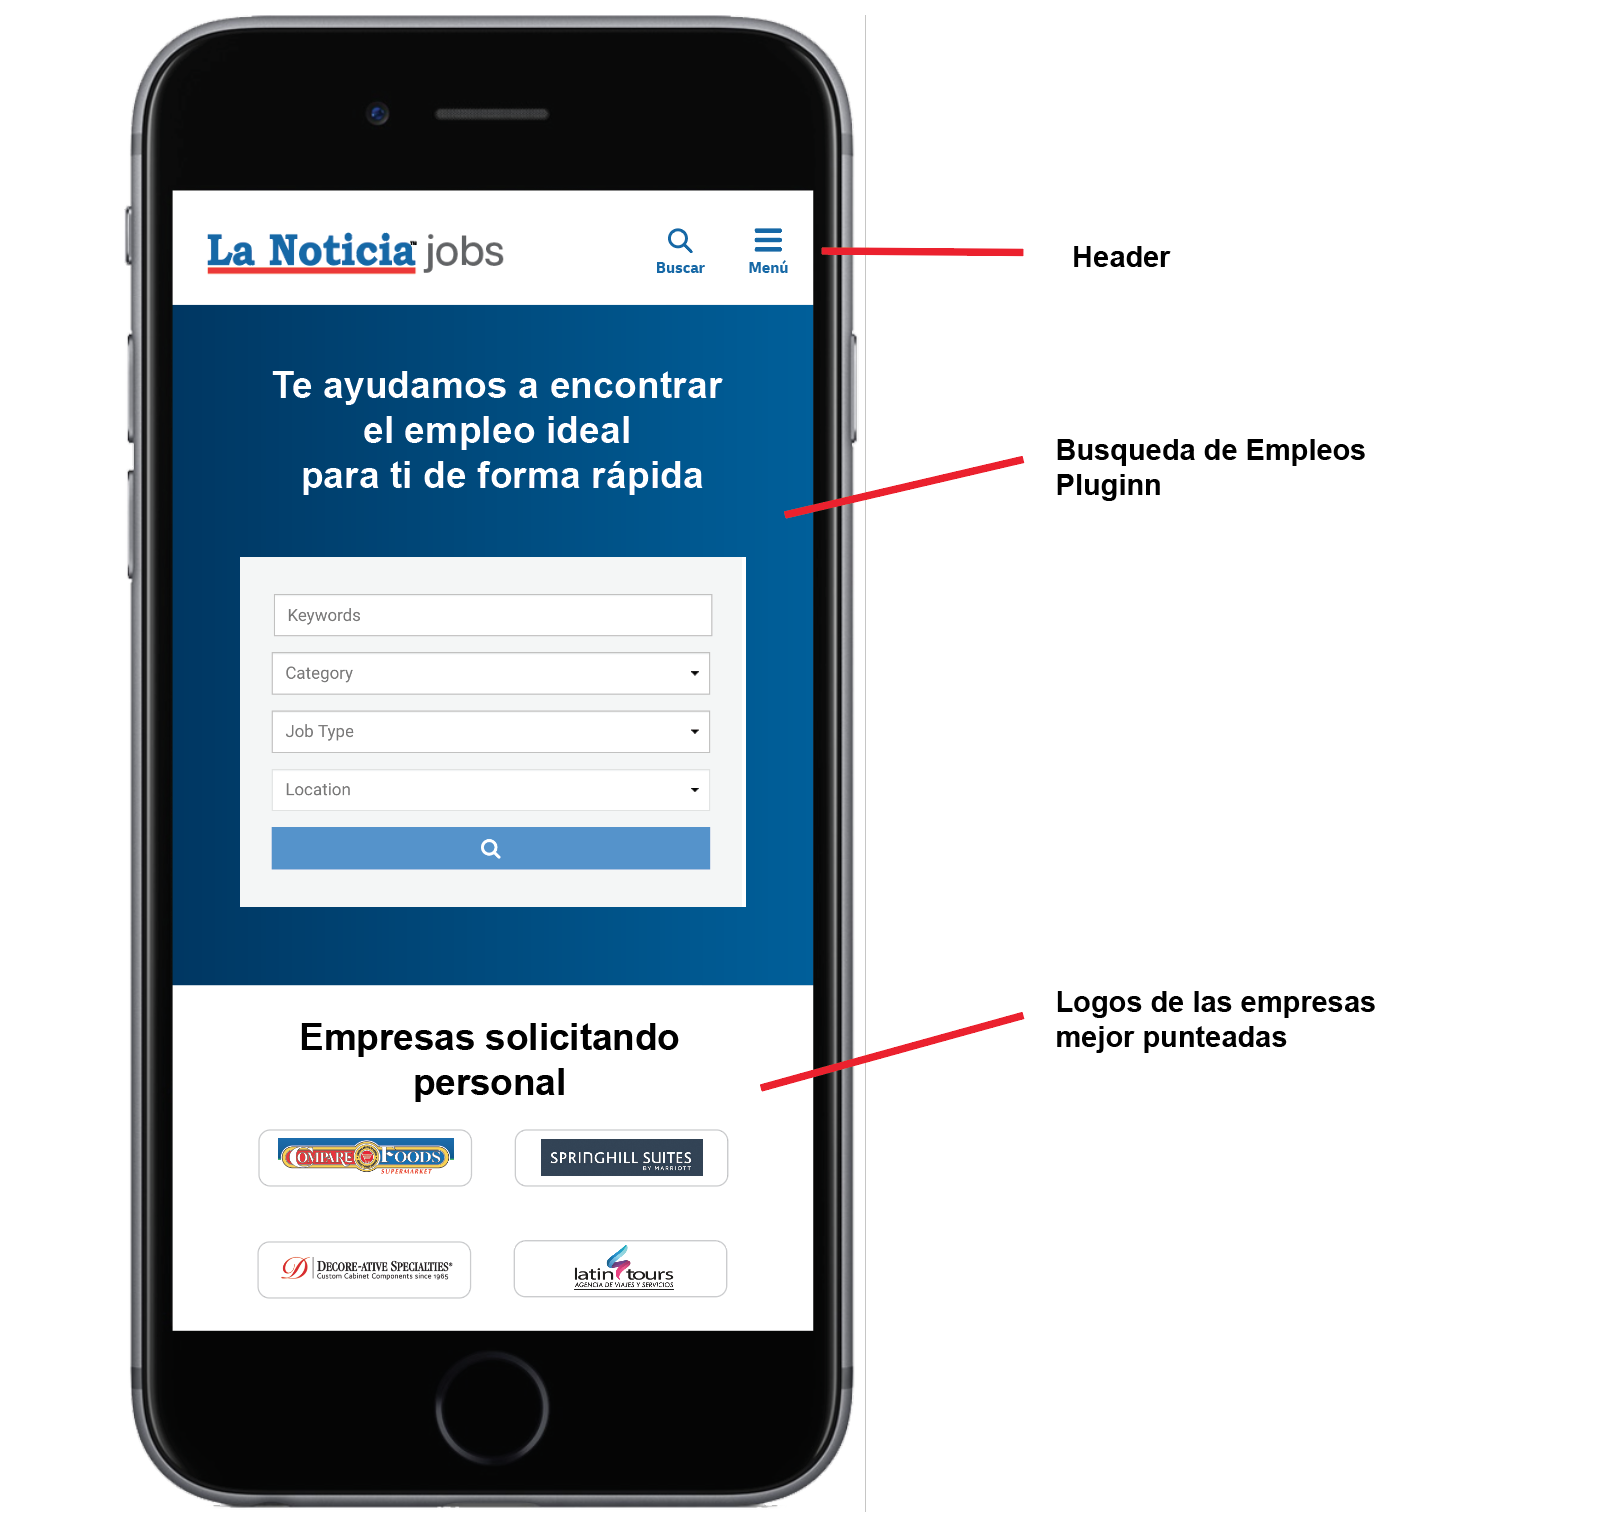 La Noticia™ jobs
Buscar
Menú
Header
Te ayudamos a encontrar
el empleo ideal
para ti de forma rápida
Busqueda de Empleos
Pluginn
Keywords
Category
Job Type
Location
Empresas solicitando
personal
Logos de las empresas
mejor punteadas
COMPARE FOODS
SUPERMARKET
SPRINGHILL SUITES
BY MARRIOTT
D DECORE-ATIVE SPECIALTIES®
Custom Cabinet Components since 1965
latin tours
AGENCIA DE VIAJES Y SERVICIOS